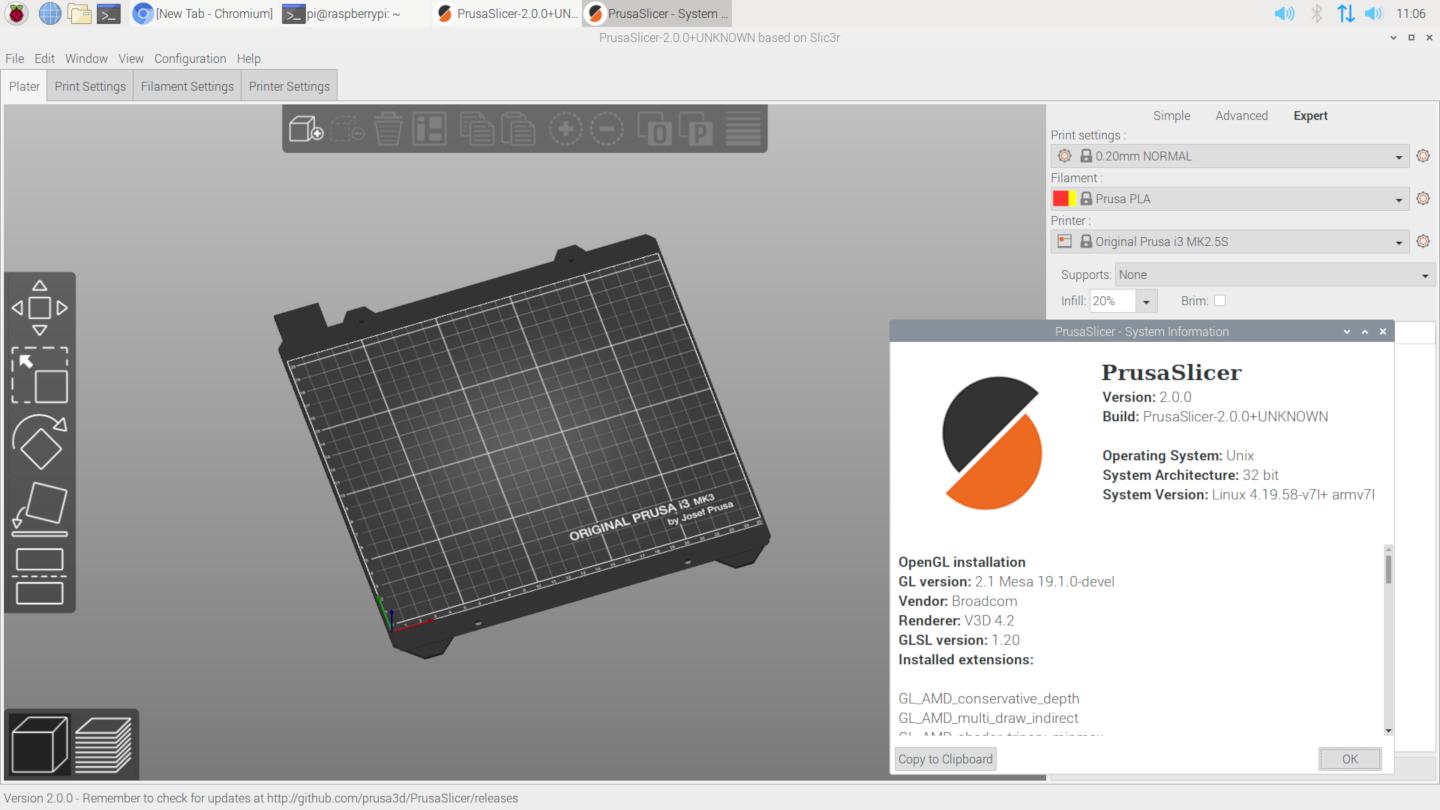 [New Tab - Chromium]
pi@raspberrypi: ~
PrusaSlicer-2.0.0+UN...
PrusaSlicer - System ...
11:06
PrusaSlicer-2.0.0+UNKNOWN based on Slic3r
File Edit Window View Configuration Help
Plater Print Settings Filament Settings Printer Settings
Simple Advanced Expert
Print settings :
0.20mm NORMAL
Filament :
Prusa PLA
Printer :
Original Prusa i3 MK2.5S
Supports: None
Infill: 20% Brim:
O P
ORIGINAL PRUSA i3 MK3
by Josef Prusa
PrusaSlicer - System Information
PrusaSlicer
Version: 2.0.0
Build: PrusaSlicer-2.0.0+UNKNOWN
Operating System: Unix
System Architecture: 32 bit
System Version: Linux 4.19.58-v7l+ armv7l
OpenGL installation
GL version: 2.1 Mesa 19.1.0-devel
Vendor: Broadcom
Renderer: V3D 4.2
GLSL version: 1.20
Installed extensions:
GL_AMD_conservative_depth
GL_AMD_multi_draw_indirect
Copy to Clipboard OK
Version 2.0.0 - Remember to check for updates at http://github.com/prusa3d/PrusaSlicer/releases